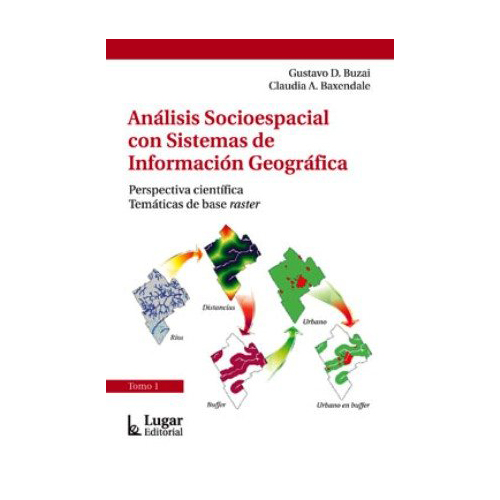 Gustavo D. Buzai
Claudia A. Baxendale
Análisis Socioespacial
con Sistemas de
Información Geográfica
Perspectiva científica
Temáticas de base raster
Ríos
Distancias
Urbano
Buffer
Urbano en buffer
Tomo 1
Lugar
Editorial